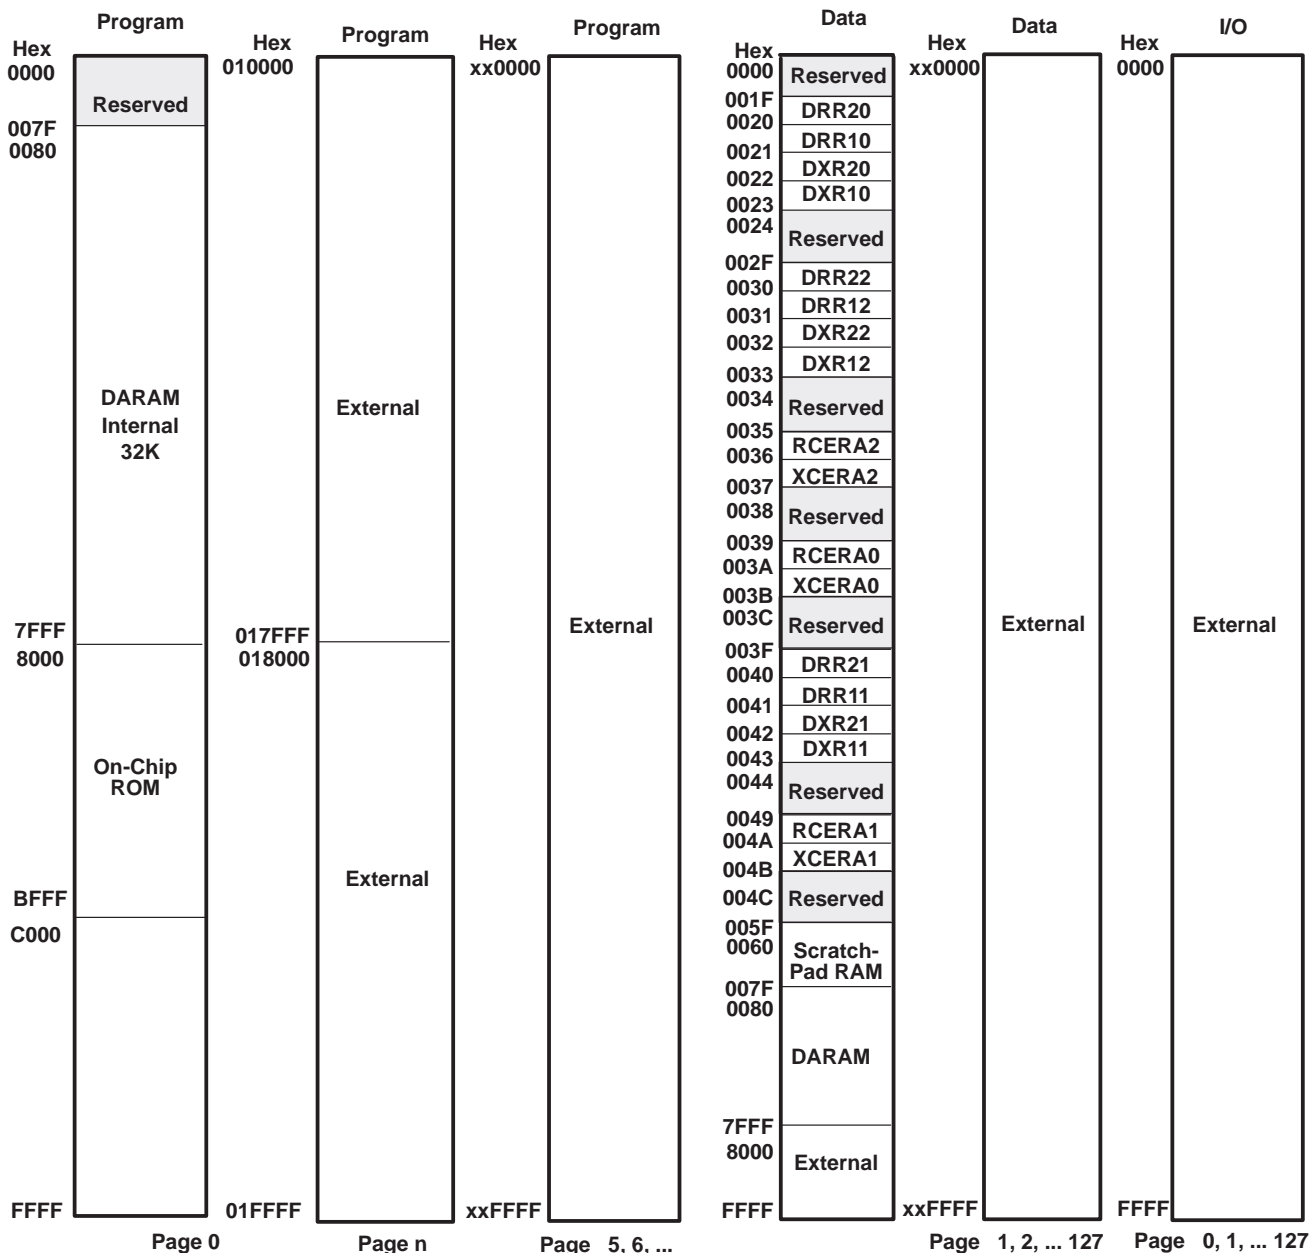 Program
Hex
0000
Reserved
007F
0080
DARAM
Internal
32K
7FFF
8000
On-Chip
ROM
BFFF
C000
FFFF
Page 0
Program
Hex
010000
External
017FFF
018000
External
01FFFF
Page n
Program
Hex
xx0000
External
xxFFFF
Page 5, 6, ...
Data
Hex
0000
Reserved
001F
0020
DRR20
DRR10
0021
DXR20
0022
DXR10
0023
0024
Reserved
002F
DRR22
0030
DRR12
0031
DXR22
0032
DXR12
0033
0034
Reserved
0035
RCERA2
0036
XCERA2
0037
0038
Reserved
0039
RCERA0
003A
XCERA0
003B
003C
Reserved
003F
DRR21
0040
DRR11
0041
DXR21
0042
DXR11
0043
0044
Reserved
0049
RCERA1
004A
XCERA1
004B
004C
Reserved
005F
0060
Scratch-
Pad RAM
007F
0080
DARAM
7FFF
8000
External
FFFF
Data
Hex
xx0000
External
xxFFFF
Page 1, 2, ... 127
I/O
Hex
0000
External
FFFF
Page 0, 1, ... 127